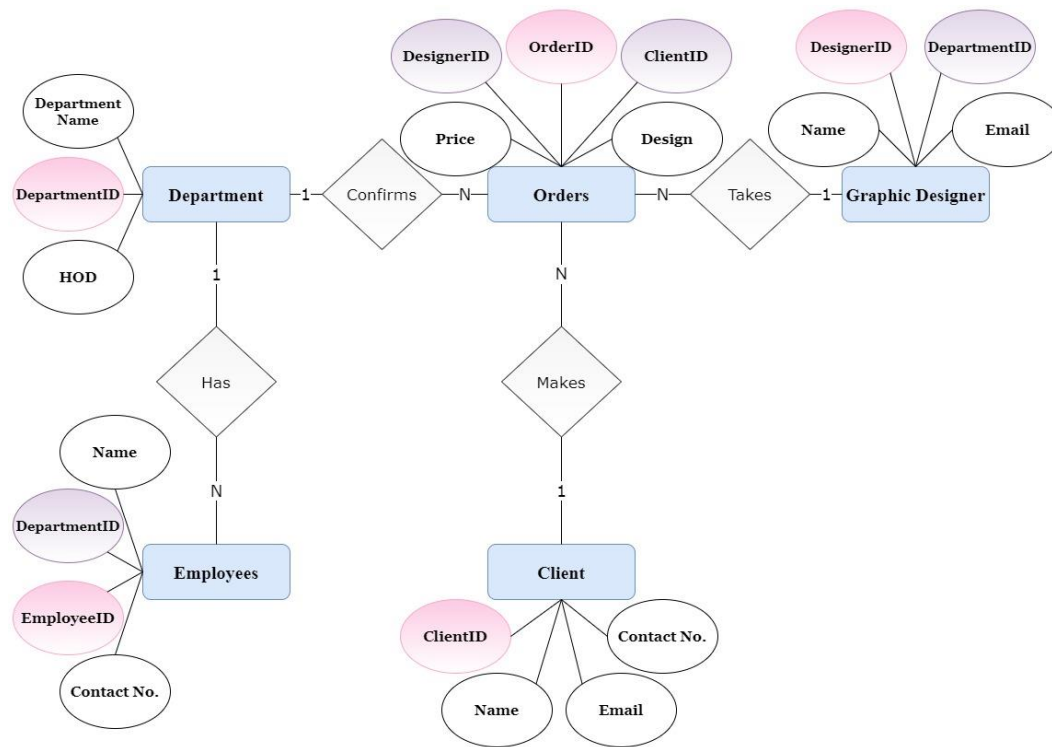 DesignerID
OrderID
ClientID
Price
Design
DesignerID
DepartmentID
Name
Email
Department
Name
DepartmentID
HOD
Department
1
Confirms
N
Orders
N
Takes
1
Graphic Designer
1
Has
N
N
Makes
1
Name
DepartmentID
EmployeeID
Contact No.
Employees
Client
ClientID
Contact No.
Name
Email